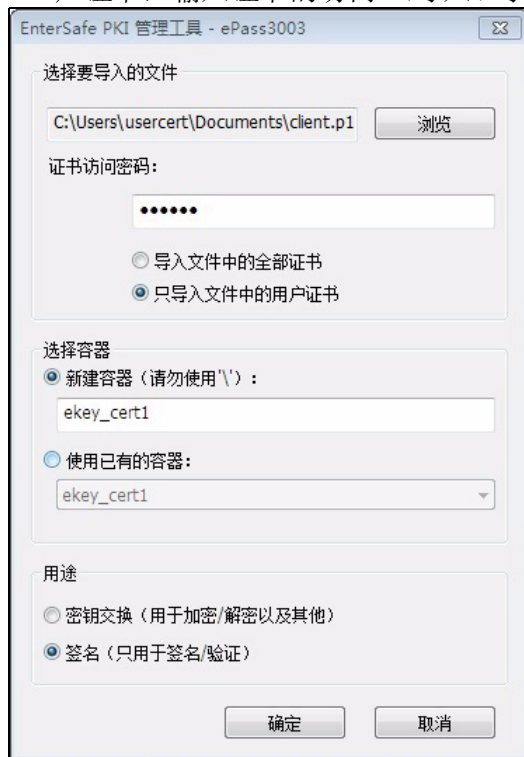 EnterSafe PKI 管理工具 - ePass3003
选择要导入的文件
C:\Users\usercert\Documents\client.p1
浏览
证书访问密码：
••••••
导入文件中的全部证书
只导入文件中的用户证书
选择容器
新建容器（请勿使用'\'）：
ekey_cert1
使用已有的容器：
ekey_cert1
用途
密钥交换（用于加密/解密以及其他）
签名（只用于签名/验证）
确定
取消